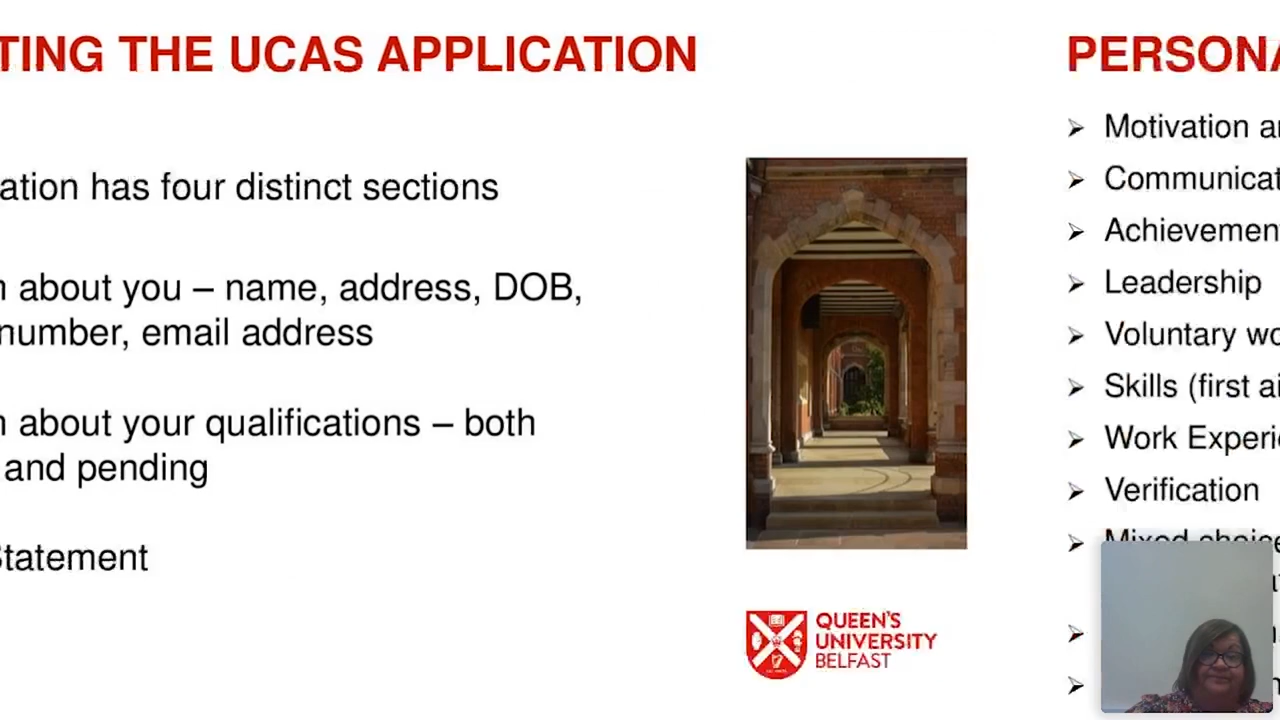 TING THE UCAS APPLICATION
ation has four distinct sections
about you – name, address, DOB,
number, email address
about your qualifications – both
and pending
Statement
QUEEN'S
UNIVERSITY
BELFAST
PERSONA
Motivation a
Communicat
Achievemen
Leadership
Voluntary wo
Skills (first ai
Work Experi
Verification
Mixed choice